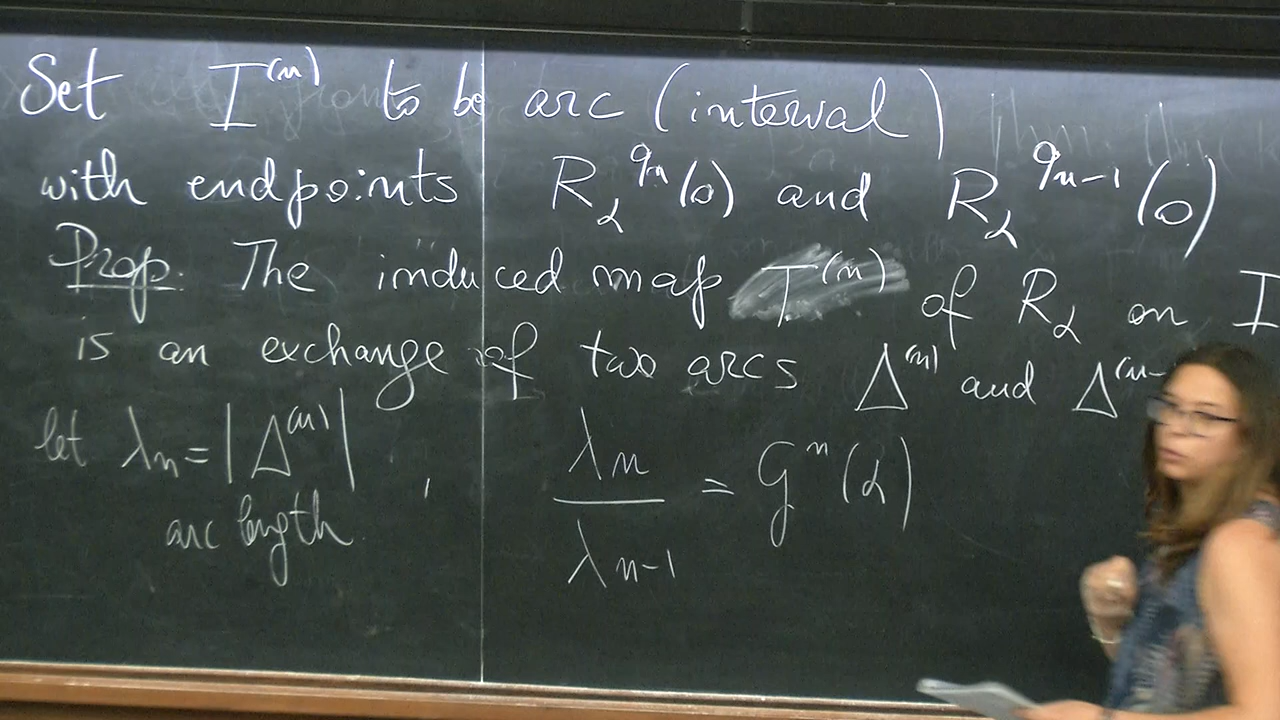 Set I^(n) to be arc (interval)
with endpoints R_α^{q_n}(0) and R_α^{q_{n-1}}(0)
Prop. The induced map T^(n) of R_α on I
is an exchange of two arcs Δ^(n) and Δ^(n-
let λ_n = |Δ^(n)|, λ_n / λ_{n-1} = G^n(α)
arc length.